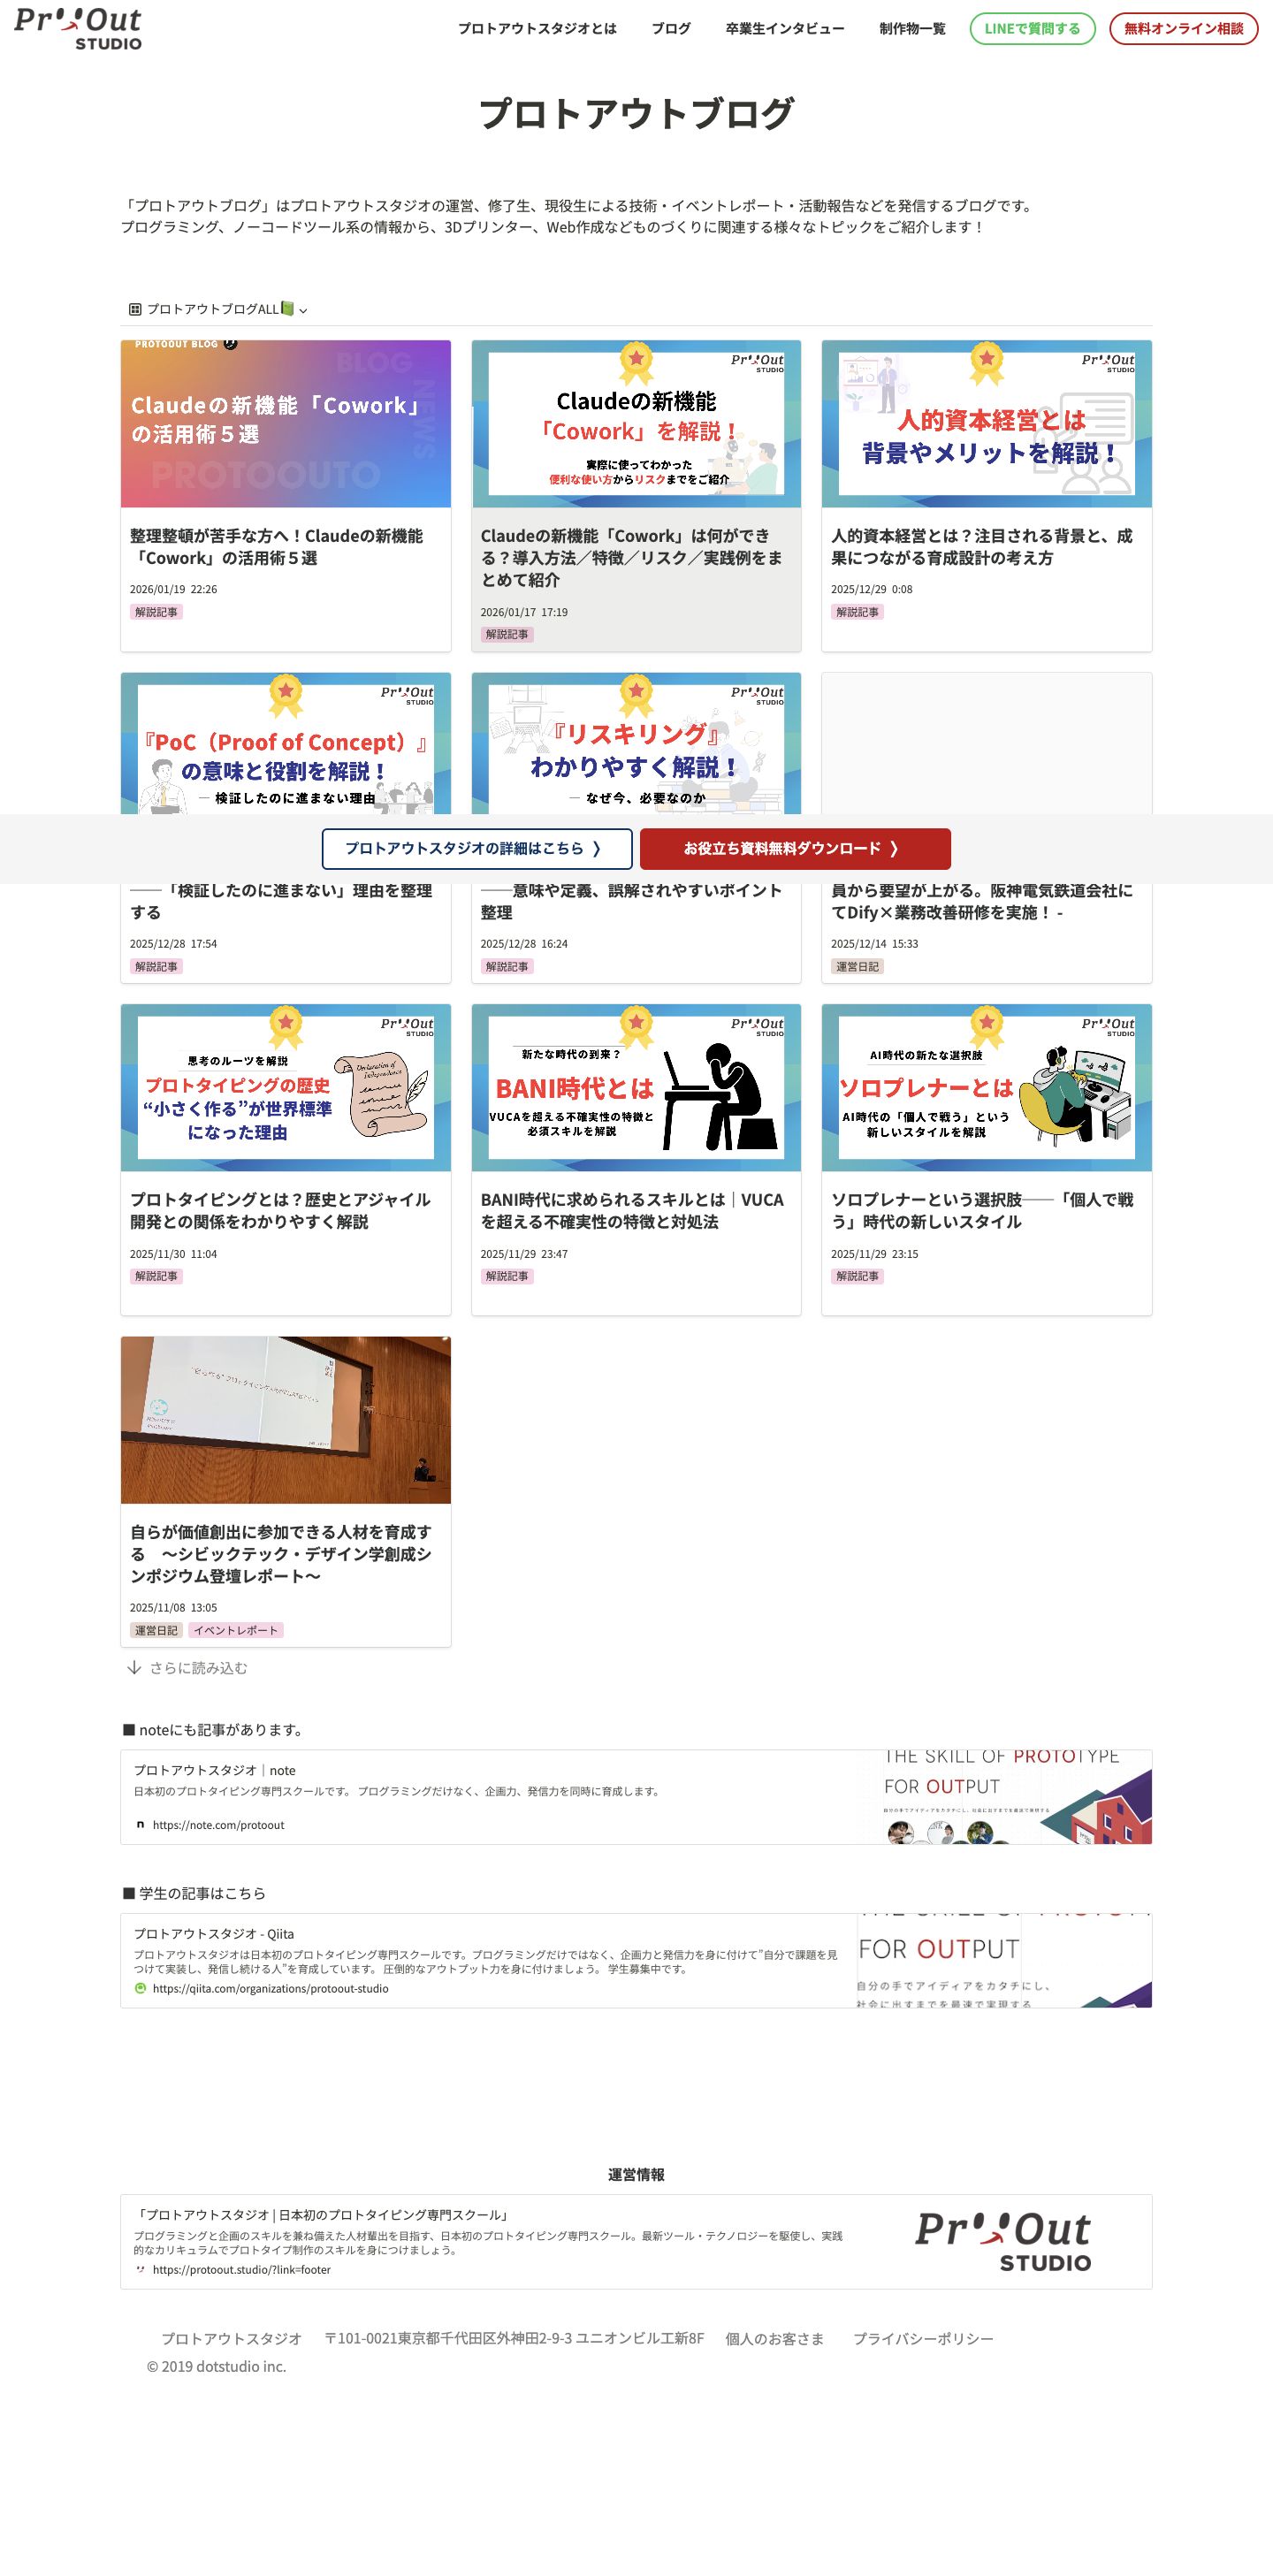 Pr Out STUDIO
プロトアウトスタジオとは
ブログ
卒業生インタビュー
制作物一覧
LINEで質問する
無料オンライン相談
プロトアウトブログ
「プロトアウトブログ」はプロトアウトスタジオの運営、修了生、現役生による技術・イベントレポート・活動報告などを発信するブログです。
プログラミング、ノーコードツール系の情報から、3Dプリンター、Web作成などものづくりに関連する様々なトピックをご紹介します！
プロトアウトブログALL
PROTOOUT BLOG
BLOG
NEWS
Claudeの新機能「Cowork」
の活用術５選
PROTOOUTO
整理整頓が苦手な方へ！Claudeの新機能
「Cowork」の活用術５選
2026/01/19 22:26
解説記事
Pr Out STUDIO
Claudeの新機能
「Cowork」を解説！
実際に使ってわかった
便利な使い方からリスクまでをご紹介
Claudeの新機能「Cowork」は何ができ
る？導入方法／特徴／リスク／実践例をま
とめて紹介
2026/01/17 17:19
解説記事
Pr Out STUDIO
人的資本経営とは
背景やメリットを解説！
人的資本経営とは？注目される背景と、成
果につながる育成設計の考え方
2025/12/29 0:08
解説記事
Pr Out STUDIO
『PoC（Proof of Concept）』
の意味と役割を解説！
― 検証したのに進まない理由
Pr Out STUDIO
『リスキリング』
わかりやすく解説！
― なぜ今、必要なのか
プロトアウトスタジオの詳細はこちら ❭
お役立ち資料無料ダウンロード ❭
――「検証したのに進まない」理由を整理
する
2025/12/28 17:54
解説記事
――意味や定義、誤解されやすいポイント
整理
2025/12/28 16:24
解説記事
員から要望が上がる。阪神電気鉄道会社に
てDify×業務改善研修を実施！ -
2025/12/14 15:33
運営日記
Pr Out STUDIO
思考のルーツを解説
プロトタイピングの歴史
“小さく作る”が世界標準
になった理由
Declaration of Independence
プロトタイピングとは？歴史とアジャイル
開発との関係をわかりやすく解説
2025/11/30 11:04
解説記事
Pr Out STUDIO
新たな時代の到来？
BANI時代とは
VUCAを超える不確実性の特徴と
必須スキルを解説
BANI時代に求められるスキルとは｜VUCA
を超える不確実性の特徴と対処法
2025/11/29 23:47
解説記事
Pr Out STUDIO
AI時代の新たな選択肢
ソロプレナーとは
AI時代の「個人で戦う」という
新しいスタイルを解説
ソロプレナーという選択肢――「個人で戦
う」時代の新しいスタイル
2025/11/29 23:15
解説記事
自らが価値創出に参加できる人材を育成す
る　〜シビックテック・デザイン学創成シ
ンポジウム登壇レポート〜
2025/11/08 13:05
運営日記
イベントレポート
さらに読み込む
■ noteにも記事があります。
プロトアウトスタジオ｜note
日本初のプロトタイピング専門スクールです。 プログラミングだけなく、企画力、発信力を同時に育成します。
https://note.com/protoout
THE SKILL OF PROTOTYPE
FOR OUTPUT
自分の手でアイディアをカタチにし、社会に出すまでを最速で実現する
■ 学生の記事はこちら
プロトアウトスタジオ - Qiita
プロトアウトスタジオは日本初のプロトタイピング専門スクールです。プログラミングだけではなく、企画力と発信力を身に付けて”自分で課題を見
つけて実装し、発信し続ける人”を育成しています。 圧倒的なアウトプット力を身に付けましょう。 学生募集中です。
https://qiita.com/organizations/protoout-studio
FOR OUTPUT
自分の手でアイディアをカタチにし、
社会に出すまでを最速で実現する
運営情報
「プロトアウトスタジオ | 日本初のプロトタイピング専門スクール」
プログラミングと企画のスキルを兼ね備えた人材輩出を目指す、日本初のプロトタイピング専門スクール。最新ツール・テクノロジーを駆使し、実践
的なカリキュラムでプロトタイプ制作のスキルを身につけましょう。
https://protoout.studio/?link=footer
Pr Out STUDIO
プロトアウトスタジオ
〒101-0021東京都千代田区外神田2-9-3 ユニオンビル工新8F
個人のお客さま
プライバシーポリシー
© 2019 dotstudio inc.